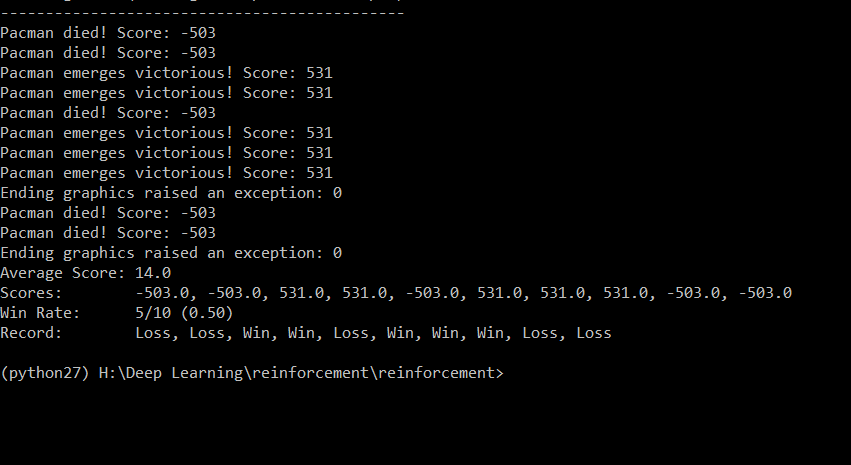 ---------------------------------------------
Pacman died! Score: -503
Pacman died! Score: -503
Pacman emerges victorious! Score: 531
Pacman emerges victorious! Score: 531
Pacman died! Score: -503
Pacman emerges victorious! Score: 531
Pacman emerges victorious! Score: 531
Pacman emerges victorious! Score: 531
Ending graphics raised an exception: 0
Pacman died! Score: -503
Pacman died! Score: -503
Ending graphics raised an exception: 0
Average Score: 14.0
Scores:        -503.0, -503.0, 531.0, 531.0, -503.0, 531.0, 531.0, 531.0, -503.0, -503.0
Win Rate:      5/10 (0.50)
Record:        Loss, Loss, Win, Win, Loss, Win, Win, Win, Loss, Loss
(python27) H:\Deep Learning\reinforcement\reinforcement>